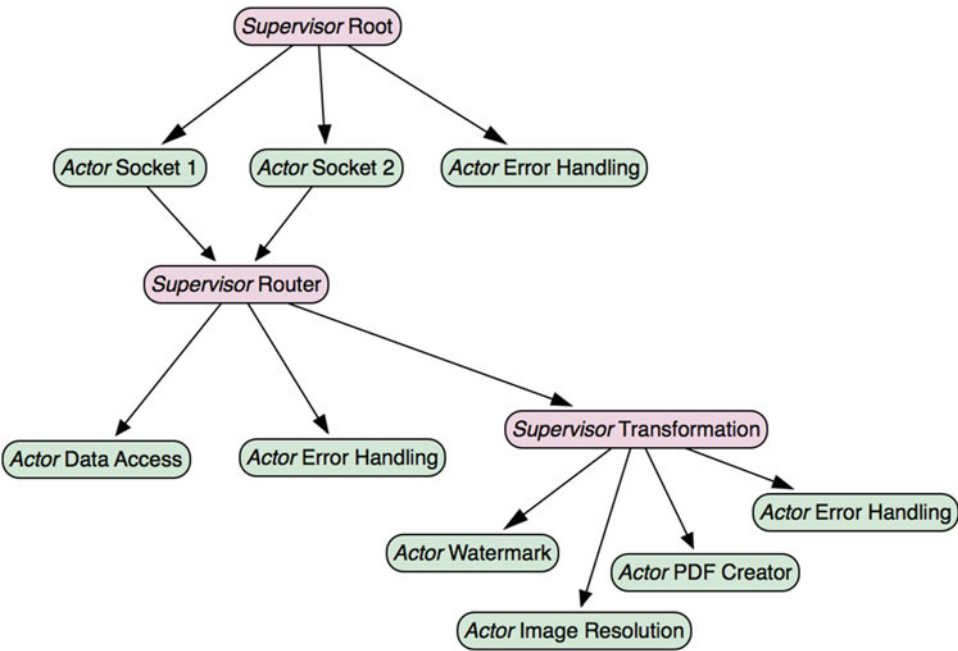 Supervisor Root
Actor Socket 1
Actor Socket 2
Actor Error Handling
Supervisor Router
Actor Data Access
Actor Error Handling
Supervisor Transformation
Actor Error Handling
Actor Watermark
Actor PDF Creator
Actor Image Resolution